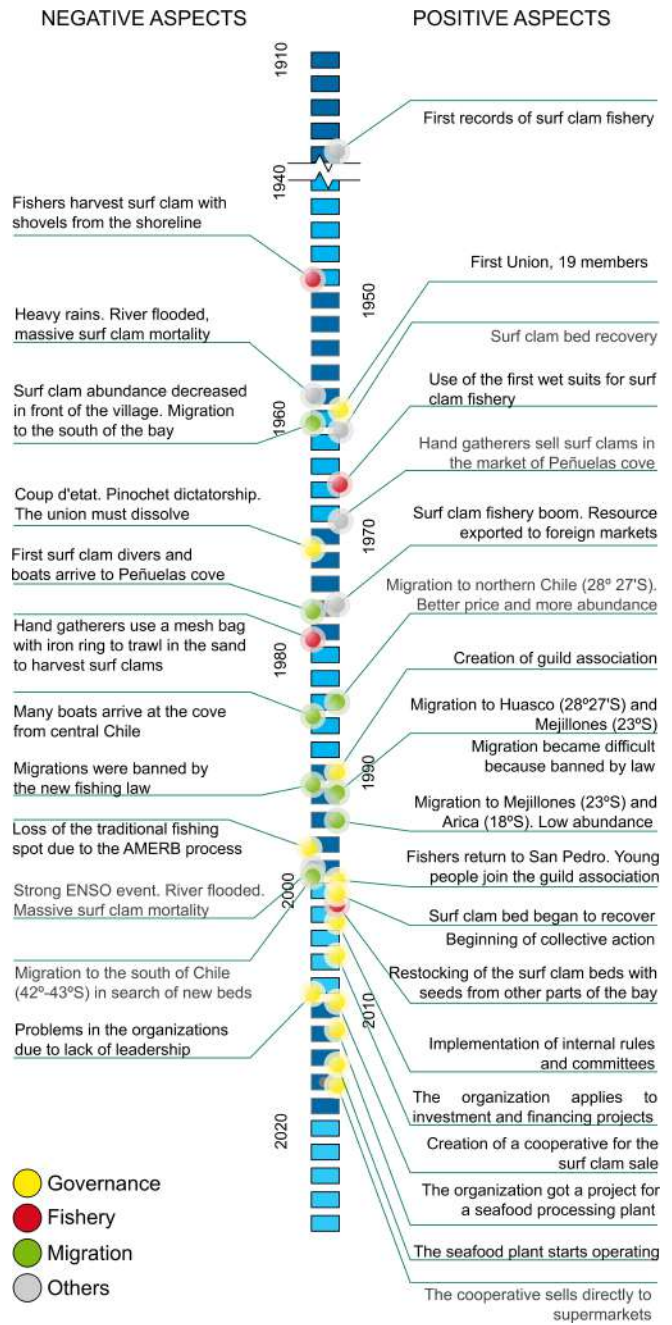 NEGATIVE ASPECTS
POSITIVE ASPECTS
1910
First records of surf clam fishery
1940
Fishers harvest surf clam with
shovels from the shoreline
First Union, 19 members
1950
Heavy rains. River flooded,
massive surf clam mortality
Surf clam bed recovery
Use of the first wet suits for surf
clam fishery
Surf clam abundance decreased
in front of the village. Migration
to the south of the bay
1960
Hand gatherers sell surf clams in
the market of Peñuelas cove
Coup d'etat. Pinochet dictatorship.
The union must dissolve
1970
Surf clam fishery boom. Resource
exported to foreign markets
First surf clam divers and
boats arrive to Peñuelas cove
Migration to northern Chile (28º 27'S).
Better price and more abundance
Hand gatherers use a mesh bag
with iron ring to trawl in the sand
to harvest surf clams
1980
Creation of guild association
Many boats arrive at the cove
from central Chile
Migration to Huasco (28º27'S) and
Mejillones (23ºS)
Migration became difficult
because banned by law
1990
Migrations were banned by
the new fishing law
Migration to Mejillones (23ºS) and
Arica (18ºS). Low abundance
Loss of the traditional fishing
spot due to the AMERB process
Fishers return to San Pedro. Young
people join the guild association
2000
Strong ENSO event. River flooded.
Massive surf clam mortality
Surf clam bed began to recover
Beginning of collective action
Migration to the south of Chile
(42º-43ºS) in search of new beds
Restocking of the surf clam beds with
seeds from other parts of the bay
2010
Problems in the organizations
due to lack of leadership
Implementation of internal rules
and committees
The organization applies to
investment and financing projects
2020
Creation of a cooperative for the
surf clam sale
The organization got a project for
a seafood processing plant
The seafood plant starts operating
The cooperative sells directly to
supermarkets
Governance
Fishery
Migration
Others